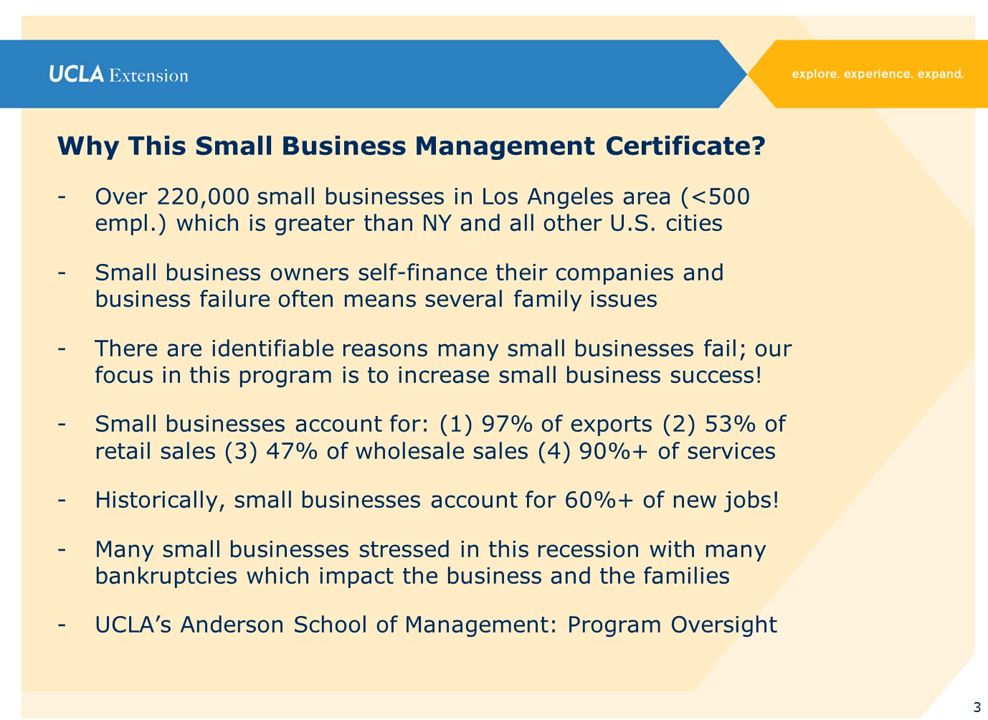 UCLA Extension
explore. experience. expand.
Why This Small Business Management Certificate?
- Over 220,000 small businesses in Los Angeles area (<500
empl.) which is greater than NY and all other U.S. cities
- Small business owners self-finance their companies and
business failure often means several family issues
- There are identifiable reasons many small businesses fail; our
focus in this program is to increase small business success!
- Small businesses account for: (1) 97% of exports (2) 53% of
retail sales (3) 47% of wholesale sales (4) 90%+ of services
- Historically, small businesses account for 60%+ of new jobs!
- Many small businesses stressed in this recession with many
bankruptcies which impact the business and the families
- UCLA’s Anderson School of Management: Program Oversight
3